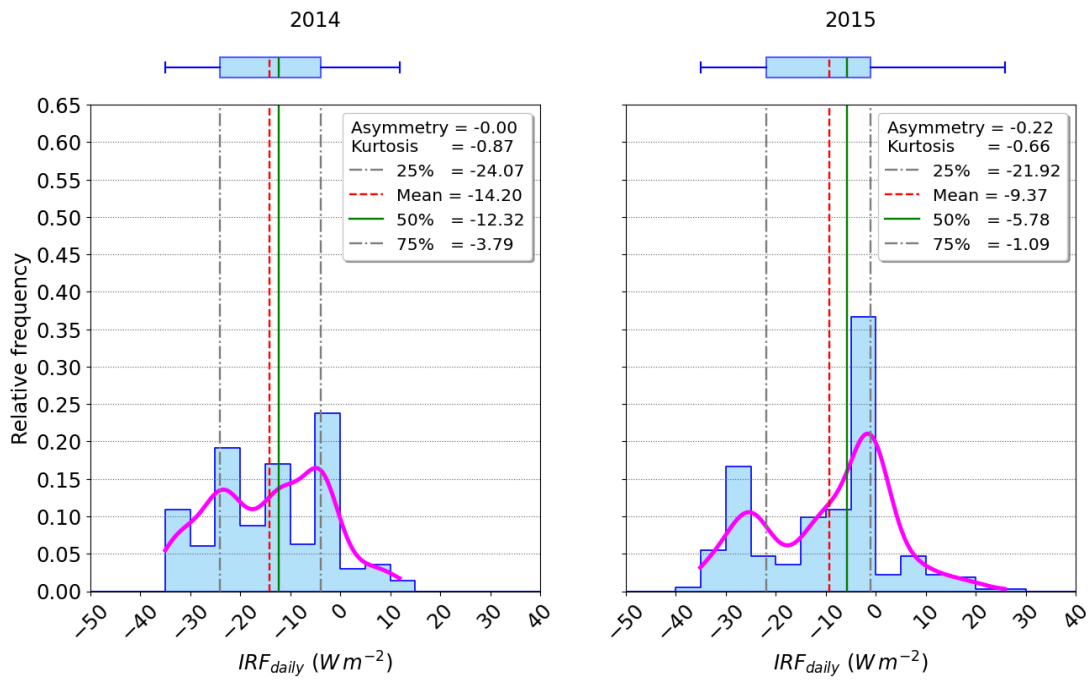 2014
0.65
0.60
0.55
0.50
0.45
0.40
0.35
0.30
0.25
0.20
0.15
0.10
0.05
0.00
Relative frequency
Asymmetry = -0.00
Kurtosis = -0.87
25% = -24.07
Mean = -14.20
50% = -12.32
75% = -3.79
−50 −40 −30 −20 −10 0 10 20 30 40
IRF_daily (W m⁻²)
2015
Asymmetry = -0.22
Kurtosis = -0.66
25% = -21.92
Mean = -9.37
50% = -5.78
75% = -1.09
−50 −40 −30 −20 −10 0 10 20 30 40
IRF_daily (W m⁻²)